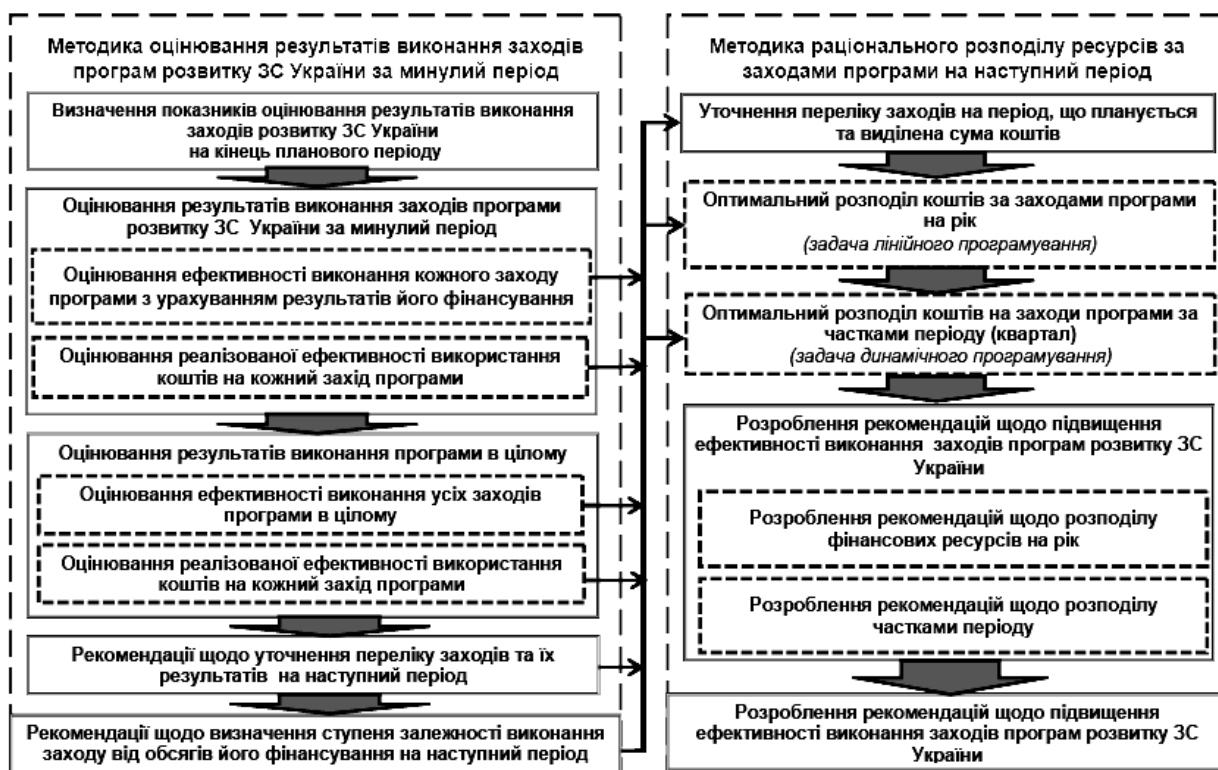 Методика оцінювання результатів виконання заходів
програм розвитку ЗС України за минулий період
Визначення показників оцінювання результатів виконання
заходів розвитку ЗС України
на кінець планового періоду
Оцінювання результатів виконання заходів програми
розвитку ЗС України за минулий період
Оцінювання ефективності виконання кожного заходу
програми з урахуванням результатів його фінансування
Оцінювання реалізованої ефективності використання
коштів на кожний захід програми
Оцінювання результатів виконання програми в цілому
Оцінювання ефективності виконання усіх заходів
програми в цілому
Оцінювання реалізованої ефективності використання
коштів на кожний захід програми
Рекомендації щодо уточнення переліку заходів та їх
результатів на наступний період
Рекомендації щодо визначення ступеня залежності виконання
заходу від обсягів його фінансування на наступний період
Методика раціонального розподілу ресурсів за
заходами програми на наступний період
Уточнення переліку заходів на період, що планується
та виділена сума коштів
Оптимальний розподіл коштів за заходами програми
на рік
(задача лінійного програмування)
Оптимальний розподіл коштів на заходи програми за
частками періоду (квартал)
(задача динамічного програмування)
Розроблення рекомендацій щодо підвищення
ефективності виконання заходів програм розвитку ЗС
України
Розроблення рекомендацій щодо розподілу
фінансових ресурсів на рік
Розроблення рекомендацій щодо розподілу
частками періоду
Розроблення рекомендацій щодо підвищення
ефективності виконання заходів програм розвитку ЗС
України